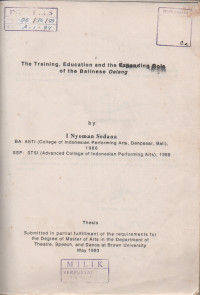 The Training, Education and the Expanding Role
of the Balinese Dalang
by
I Nyoman Sedana
BA: ASTI (College of Indonesian Performing Arts, Denpasar, Bali),
1986
SSP: STSI (Advanced College of Indonesian Performing Arts), 1988
Thesis
Submitted in partial fulfillment of the requirements for
the Degree of Master of Arts in the Department of
Theatre, Speech, and Dance at Brown University
May 1993
MILIK